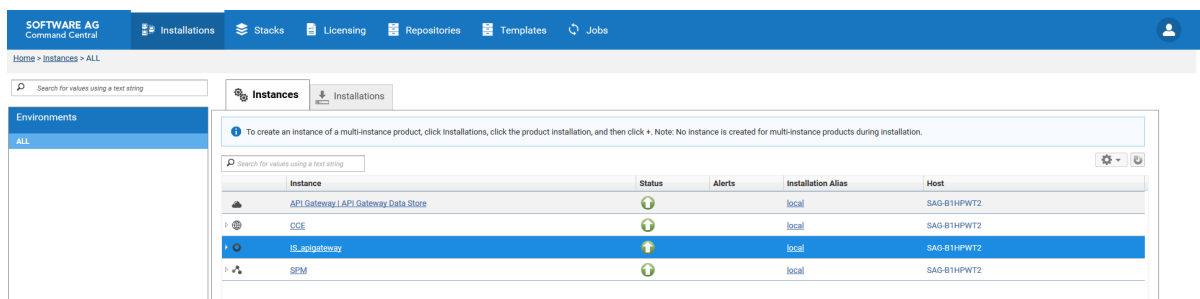 SOFTWARE AG
Command Central
Installations
Stacks
Licensing
Repositories
Templates
Jobs
Home > Instances > ALL
Search for values using a text string
Instances
Installations
Environments
ALL
To create an instance of a multi-instance product, click Installations, click the product installation, and then click +. Note: No instance is created for multi-instance products during installation.
Search for values using a text string
Instance Status Alerts Installation Alias Host
API Gateway | API Gateway Data Store local SAG-B1HPWT2
CCE local SAG-B1HPWT2
IS_apigateway local SAG-B1HPWT2
SPM local SAG-B1HPWT2